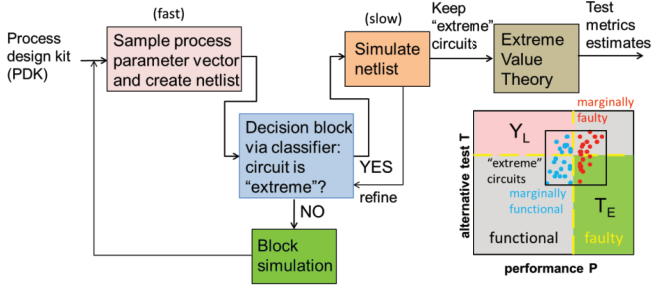 (fast)
(slow)
Process
design kit
(PDK)
Sample process
parameter vector
and create netlist
Simulate
netlist
Keep
"extreme"
circuits
Extreme
Value
Theory
Test
metrics
estimates
Decision block
via classifier:
circuit is
"extreme"?
YES
refine
NO
Block
simulation
marginally
faulty
Y_L
"extreme"
circuits
marginally
functional
T_E
functional
faulty
alternative test T
performance P